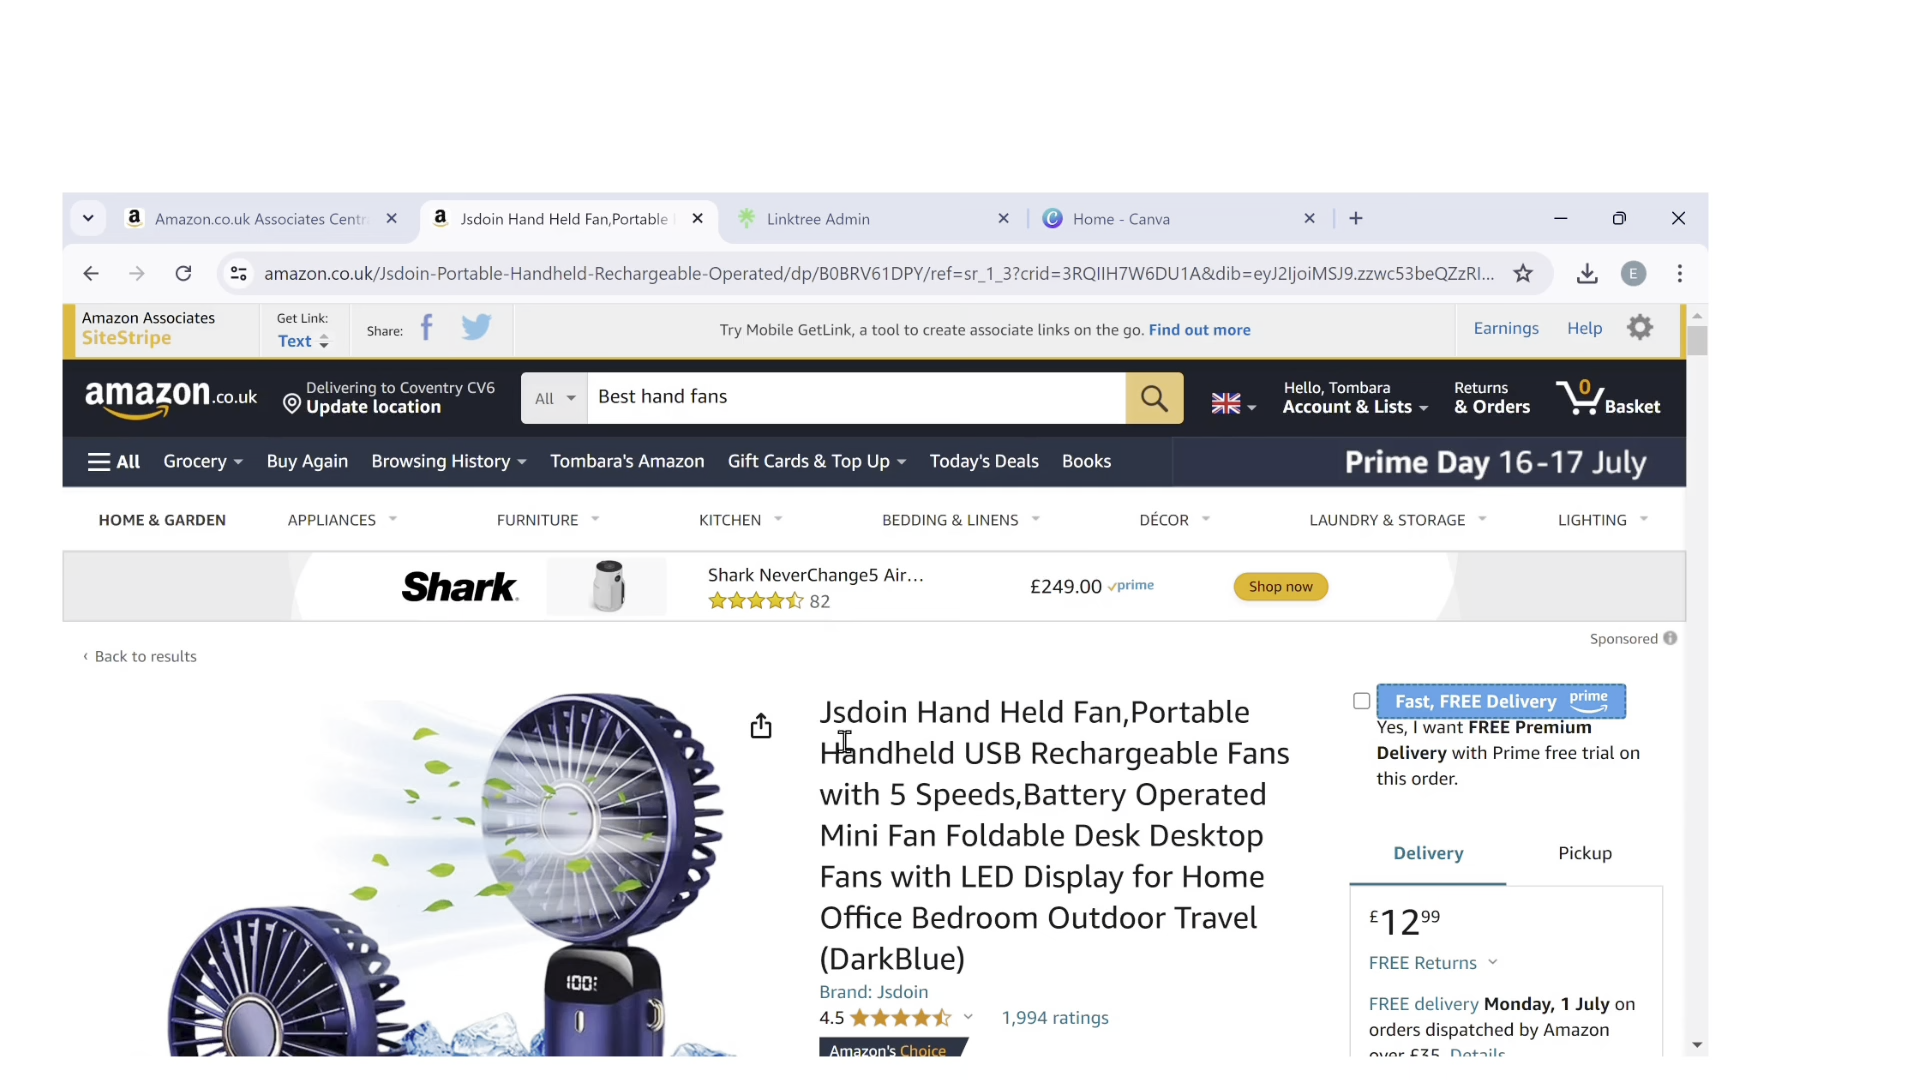 Amazon.co.uk Associates Centr
Jsdoin Hand Held Fan,Portable
Linktree Admin
Home - Canva
amazon.co.uk/Jsdoin-Portable-Handheld-Rechargeable-Operated/dp/B0BRV61DPY/ref=sr_1_3?crid=3RQIIH7W6DU1A&dib=eyJ2IjoiMSJ9.zzwc53beQZzRI...
E
Amazon Associates
SiteStripe
Get Link:
Text
Share:
Try Mobile GetLink, a tool to create associate links on the go. Find out more
Earnings
Help
amazon.co.uk
Delivering to Coventry CV6
Update location
All
Best hand fans
Hello, Tombara
Account & Lists
Returns
& Orders
0
Basket
All
Grocery
Buy Again
Browsing History
Tombara's Amazon
Gift Cards & Top Up
Today's Deals
Books
Prime Day 16-17 July
HOME & GARDEN
APPLIANCES
FURNITURE
KITCHEN
BEDDING & LINENS
DÉCOR
LAUNDRY & STORAGE
LIGHTING
Shark
Shark NeverChange5 Air...
82
£249.00 prime
Shop now
Sponsored
‹ Back to results
Jsdoin Hand Held Fan,Portable
Handheld USB Rechargeable Fans
with 5 Speeds,Battery Operated
Mini Fan Foldable Desk Desktop
Fans with LED Display for Home
Office Bedroom Outdoor Travel
(DarkBlue)
Brand: Jsdoin
4.5
1,994 ratings
Amazon's Choice
100
Fast, FREE Delivery prime
Yes, I want FREE Premium
Delivery with Prime free trial on
this order.
Delivery
Pickup
£12 99
FREE Returns
FREE delivery Monday, 1 July on
orders dispatched by Amazon
over £35. Details